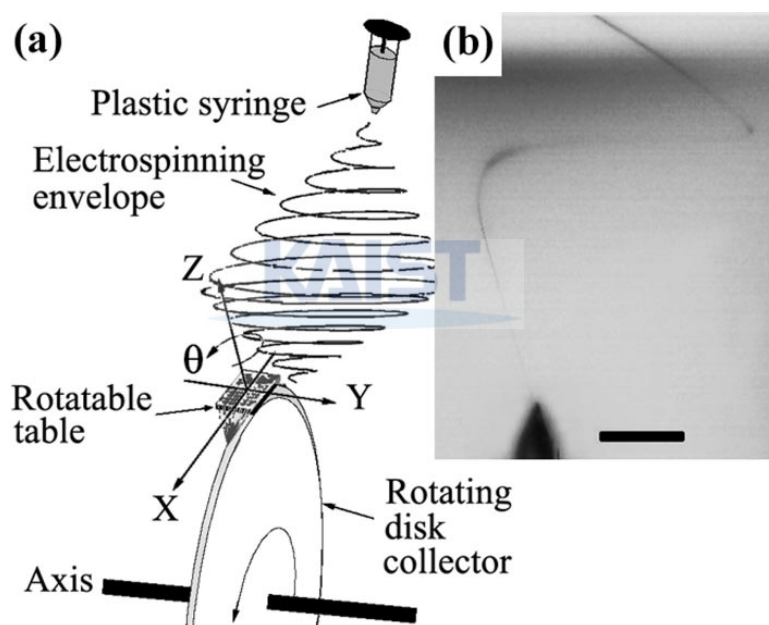 (a)
Plastic syringe
Electrospinning
envelope
KAIST
Z
θ
Y
Rotatable
table
X
Rotating
disk
collector
Axis
(b)